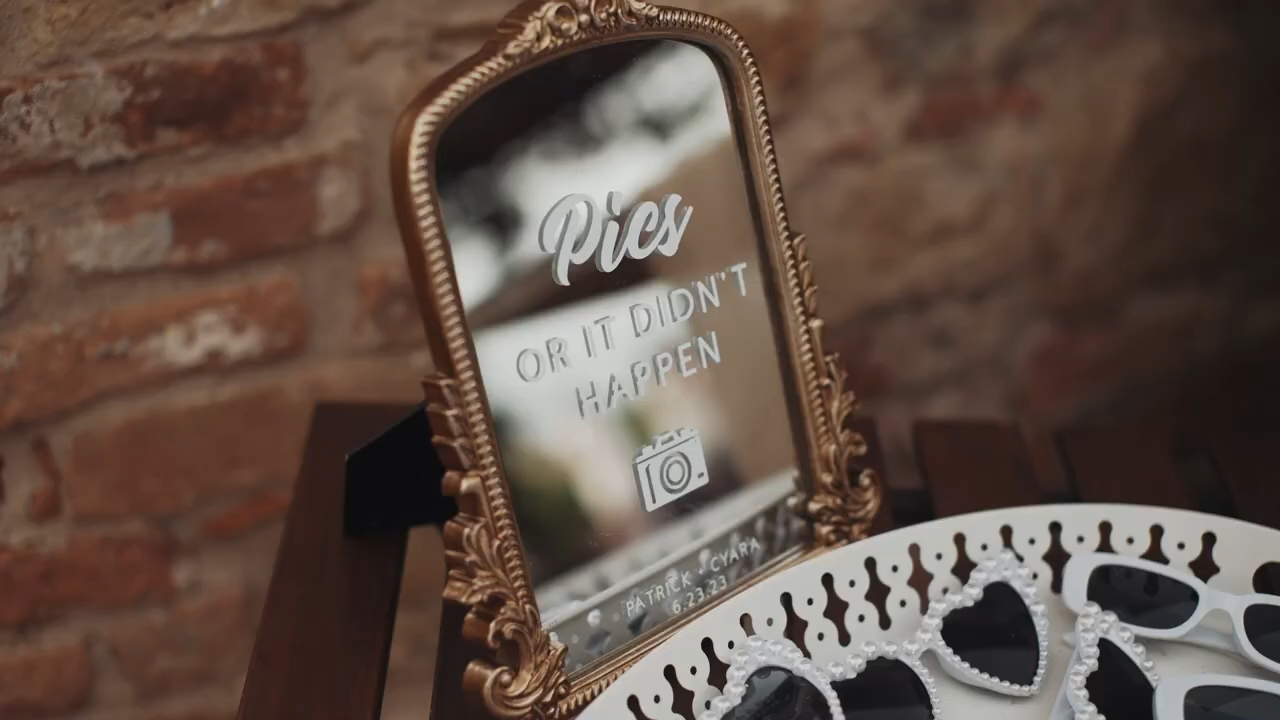 Pics
OR IT DIDN'T
HAPPEN
PATRICK • CYARA
6.23.23